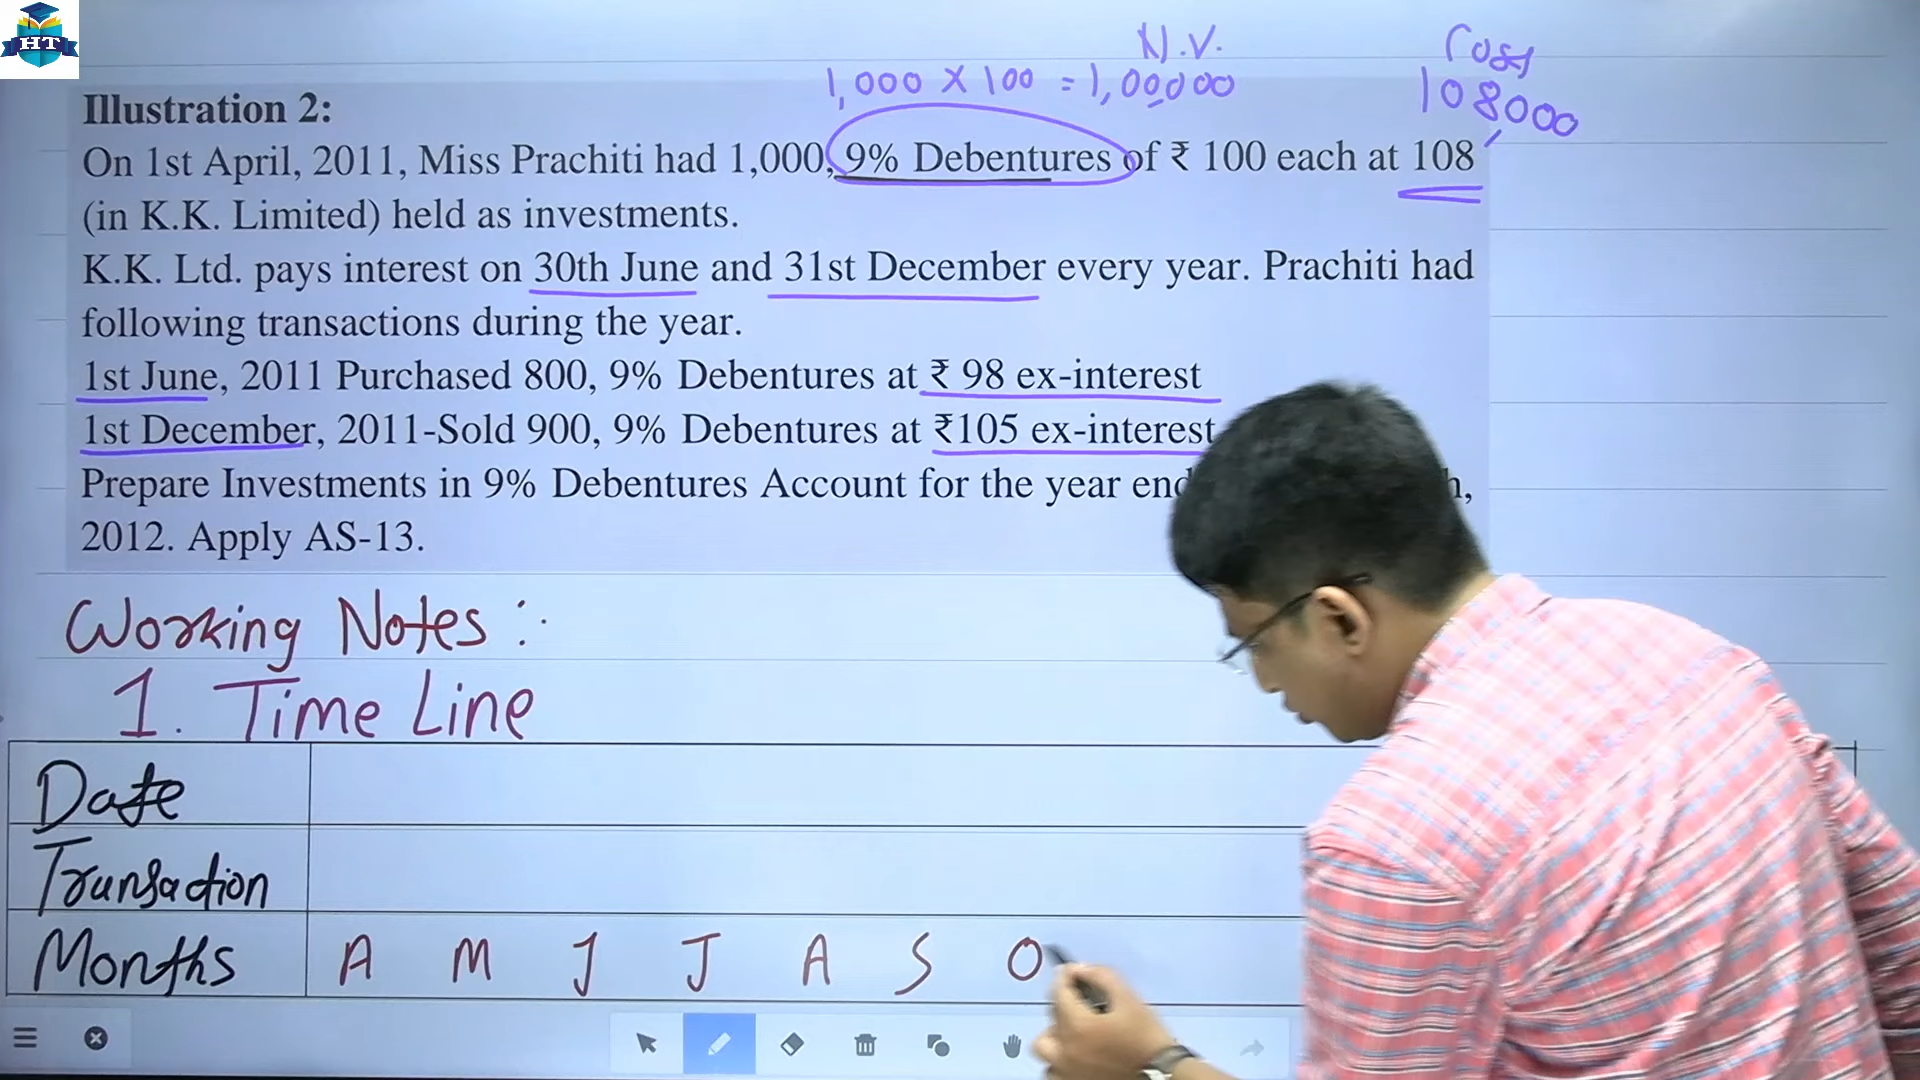 HT
N.V.
Cost
1,000 X 100 = 1,00,000
108000
Illustration 2:
On 1st April, 2011, Miss Prachiti had 1,000, 9% Debentures of ₹ 100 each at 108
(in K.K. Limited) held as investments.
K.K. Ltd. pays interest on 30th June and 31st December every year. Prachiti had
following transactions during the year.
1st June, 2011 Purchased 800, 9% Debentures at ₹ 98 ex-interest
1st December, 2011-Sold 900, 9% Debentures at ₹105 ex-interest
Prepare Investments in 9% Debentures Account for the year
2012. Apply AS-13.
Working Notes :
1. Time Line
Date
Transaction
Months A M J J A S O